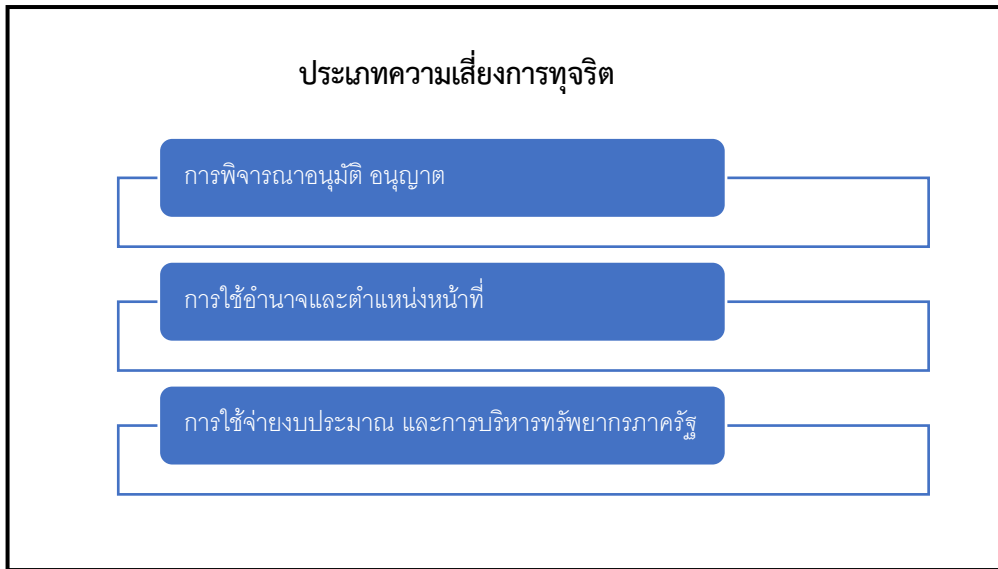 ประเภทความเสี่ยงการทุจริต
การพิจารณาอนุมัติ อนุญาต
การใช้อำนาจและตำแหน่งหน้าที่
การใช้จ่ายงบประมาณ และการบริหารทรัพยากรภาครัฐ